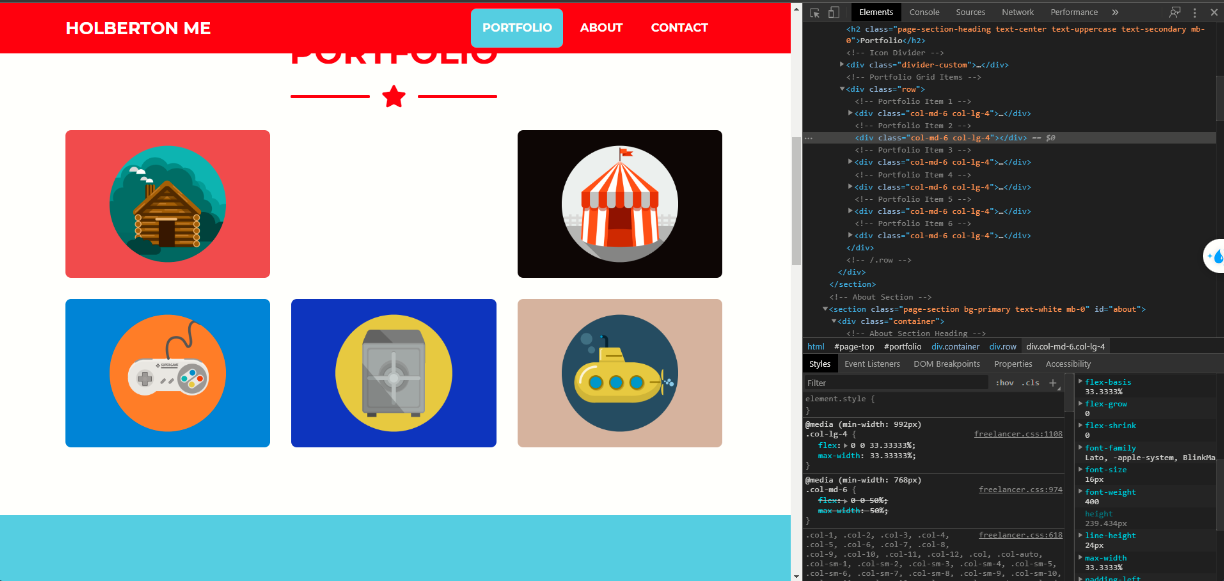 HOLBERTON ME
PORTFOLIO
ABOUT
CONTACT
PORTFOLIO
Elements
Console
Sources
Network
Performance
»
<h2 class="page-section-heading text-center text-uppercase text-secondary mb-
0">Portfolio</h2>
<!-- Icon Divider -->
<div class="divider-custom">…</div>
<!-- Portfolio Grid Items -->
<div class="row">
<!-- Portfolio Item 1 -->
<div class="col-md-6 col-lg-4">…</div>
<!-- Portfolio Item 2 -->
<div class="col-md-6 col-lg-4"></div> == $0
<!-- Portfolio Item 3 -->
<div class="col-md-6 col-lg-4">…</div>
<!-- Portfolio Item 4 -->
<div class="col-md-6 col-lg-4">…</div>
<!-- Portfolio Item 5 -->
<div class="col-md-6 col-lg-4">…</div>
<!-- Portfolio Item 6 -->
<div class="col-md-6 col-lg-4">…</div>
</div>
<!-- /.row -->
</div>
</section>
<!-- About Section -->
<section class="page-section bg-primary text-white mb-0" id="about">
<div class="container">
<!-- About Section Heading -->
html #page-top #portfolio div.container div.row div.col-md-6.col-lg-4
Styles Event Listeners DOM Breakpoints Properties Accessibility
Filter
:hov .cls +
element.style {
}
@media (min-width: 992px)
.col-lg-4 {
freelancer.css:1108
flex: 0 0 33.33333%;
max-width: 33.33333%;
}
@media (min-width: 768px)
.col-md-6 {
freelancer.css:974
flex: 0 0 50%;
max-width: 50%;
}
.col-1, .col-2, .col-3, .col-4,
freelancer.css:618
.col-5, .col-6, .col-7, .col-8,
.col-9, .col-10, .col-11, .col-12, .col, .col-auto,
.col-sm-1, .col-sm-2, .col-sm-3, .col-sm-4, .col-sm-5,
.col-sm-6, .col-sm-7, .col-sm-8, .col-sm-9, .col-sm-10,
flex-basis
33.3333%
flex-grow
0
flex-shrink
0
font-family
Lato, -apple-system, BlinkMa
font-size
16px
font-weight
400
height
239.434px
line-height
24px
max-width
33.3333%
padding-left